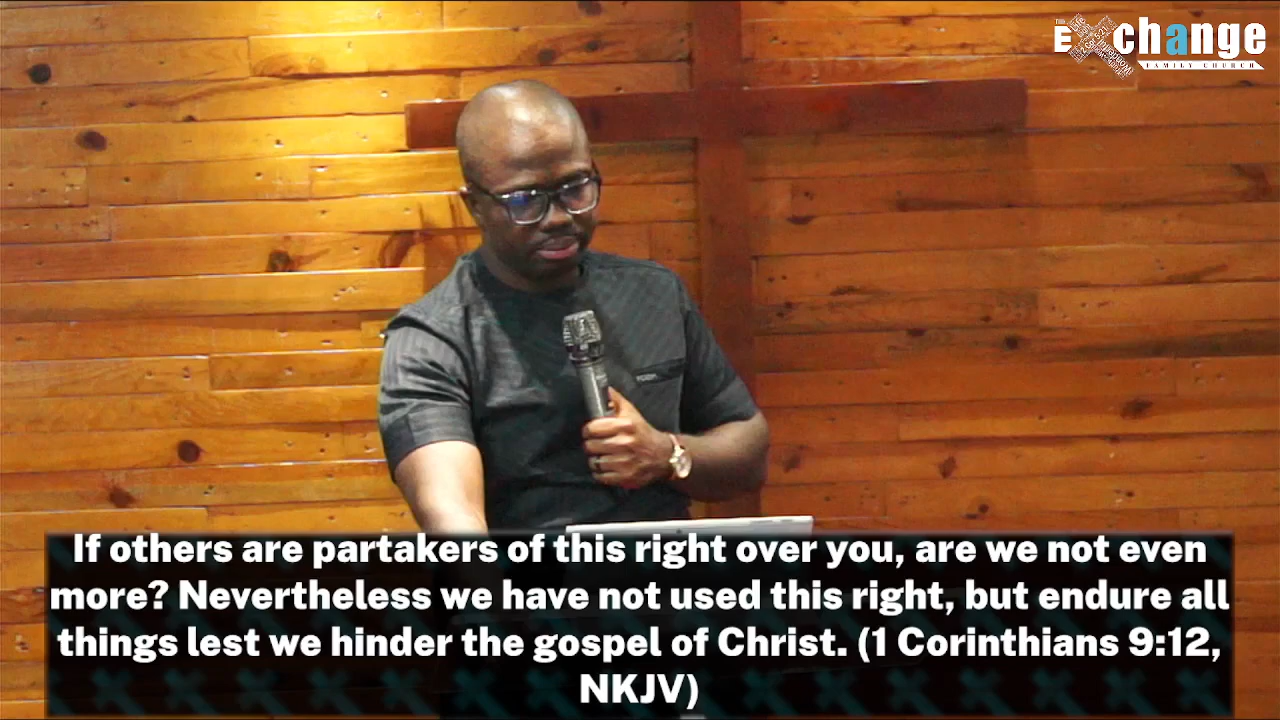 Exchange
FAMILY CHURCH
If others are partakers of this right over you, are we not even
more? Nevertheless we have not used this right, but endure all
things lest we hinder the gospel of Christ. (1 Corinthians 9:12,
NKJV)